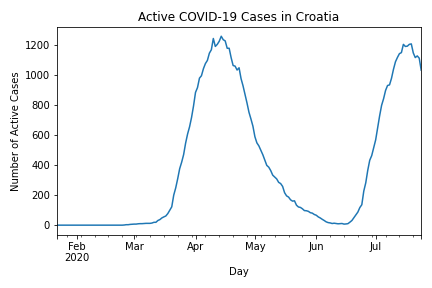 Active COVID-19 Cases in Croatia
Number of Active Cases
1200
1000
800
600
400
200
0
Feb Mar Apr May Jun Jul
2020
Day